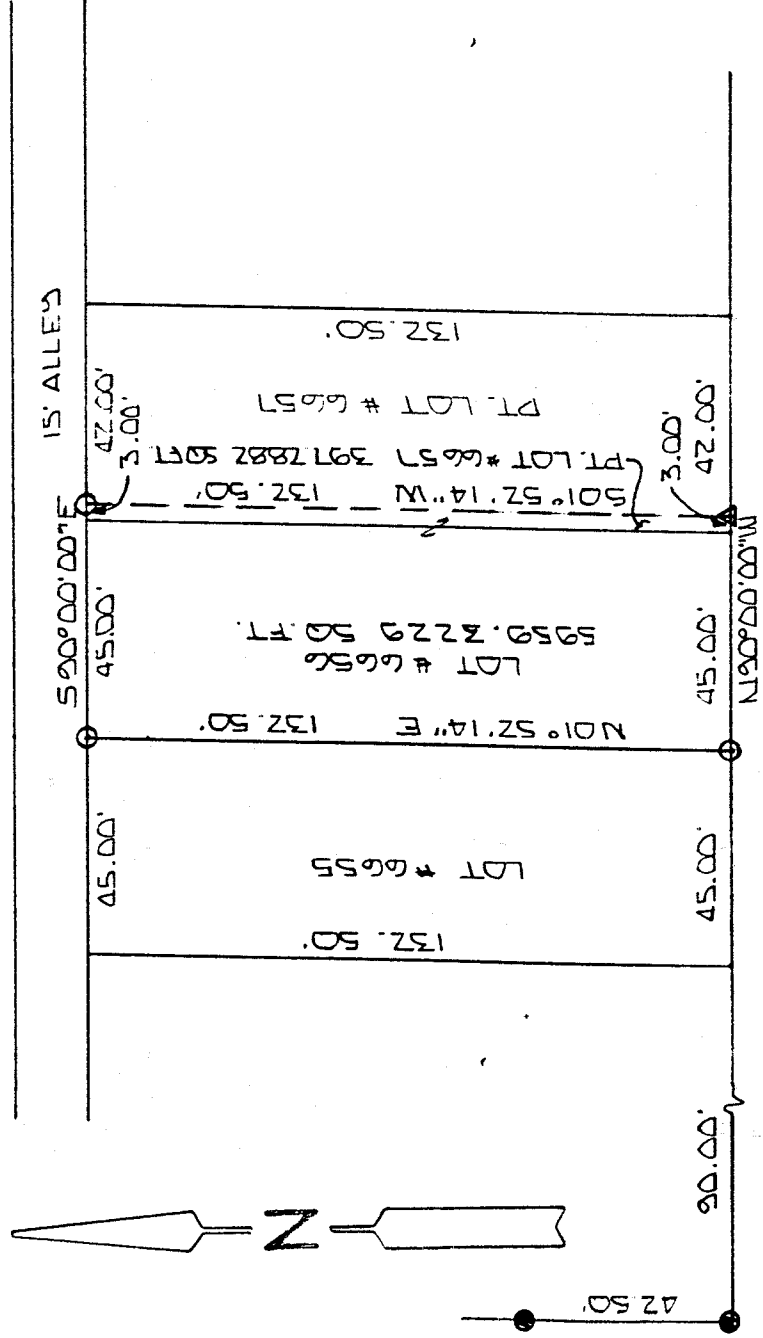 15' ALLEY
S 90°00'00"E
42.00'
3.00'
45.00'
45.00'
132.50'
PT. LOT # 6657
PT. LOT # 6657 397.2882 SQ FT
S01°52'14"W 132.50'
LOT # 6656
5959.3229 SQ.FT.
N01°52'14"E 132.50'
LOT # 6655
132.50'
3.00'
42.00'
N90°00'00"W
45.00'
45.00'
90.00'
42.50'
N